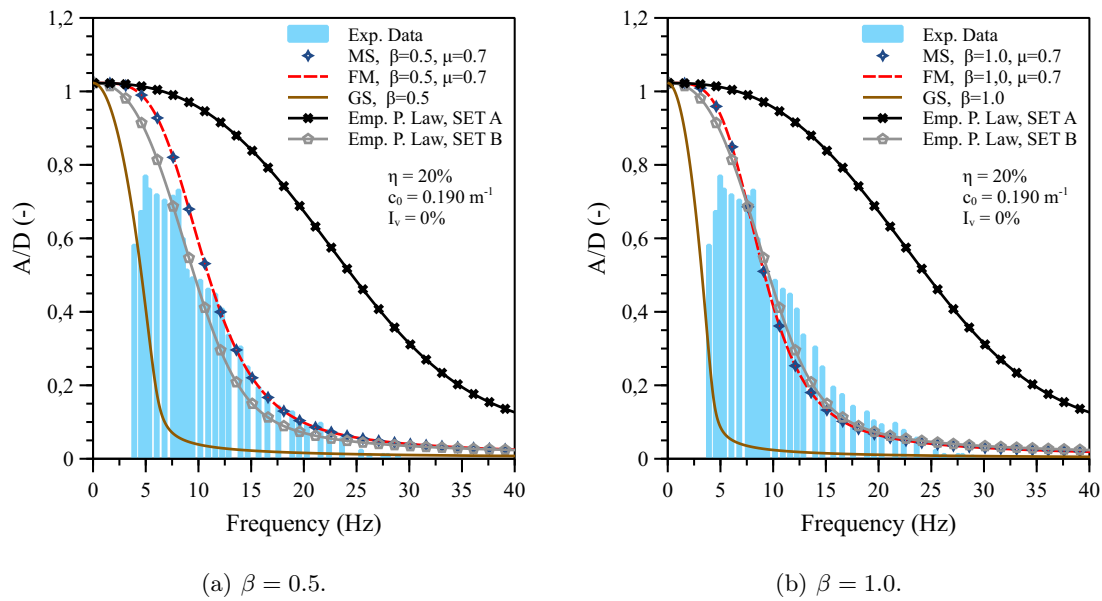 1,2
1
0,8
0,6
0,4
0,2
0
A/D (-)
Exp. Data
MS, β=0.5, μ=0.7
FM, β=0,5, μ=0.7
GS, β=0.5
Emp. P. Law, SET A
Emp. P. Law, SET B
η = 20%
c₀ = 0.190 m⁻¹
Iᵥ = 0%
0 5 10 15 20 25 30 35 40
Frequency (Hz)
(a) β = 0.5.
1,2
1
0,8
0,6
0,4
0,2
0
A/D (-)
Exp. Data
MS, β=1.0, μ=0.7
FM, β=1,0, μ=0.7
GS, β=1.0
Emp. P. Law, SET A
Emp. P. Law, SET B
η = 20%
c₀ = 0.190 m⁻¹
Iᵥ = 0%
0 5 10 15 20 25 30 35 40
Frequency (Hz)
(b) β = 1.0.